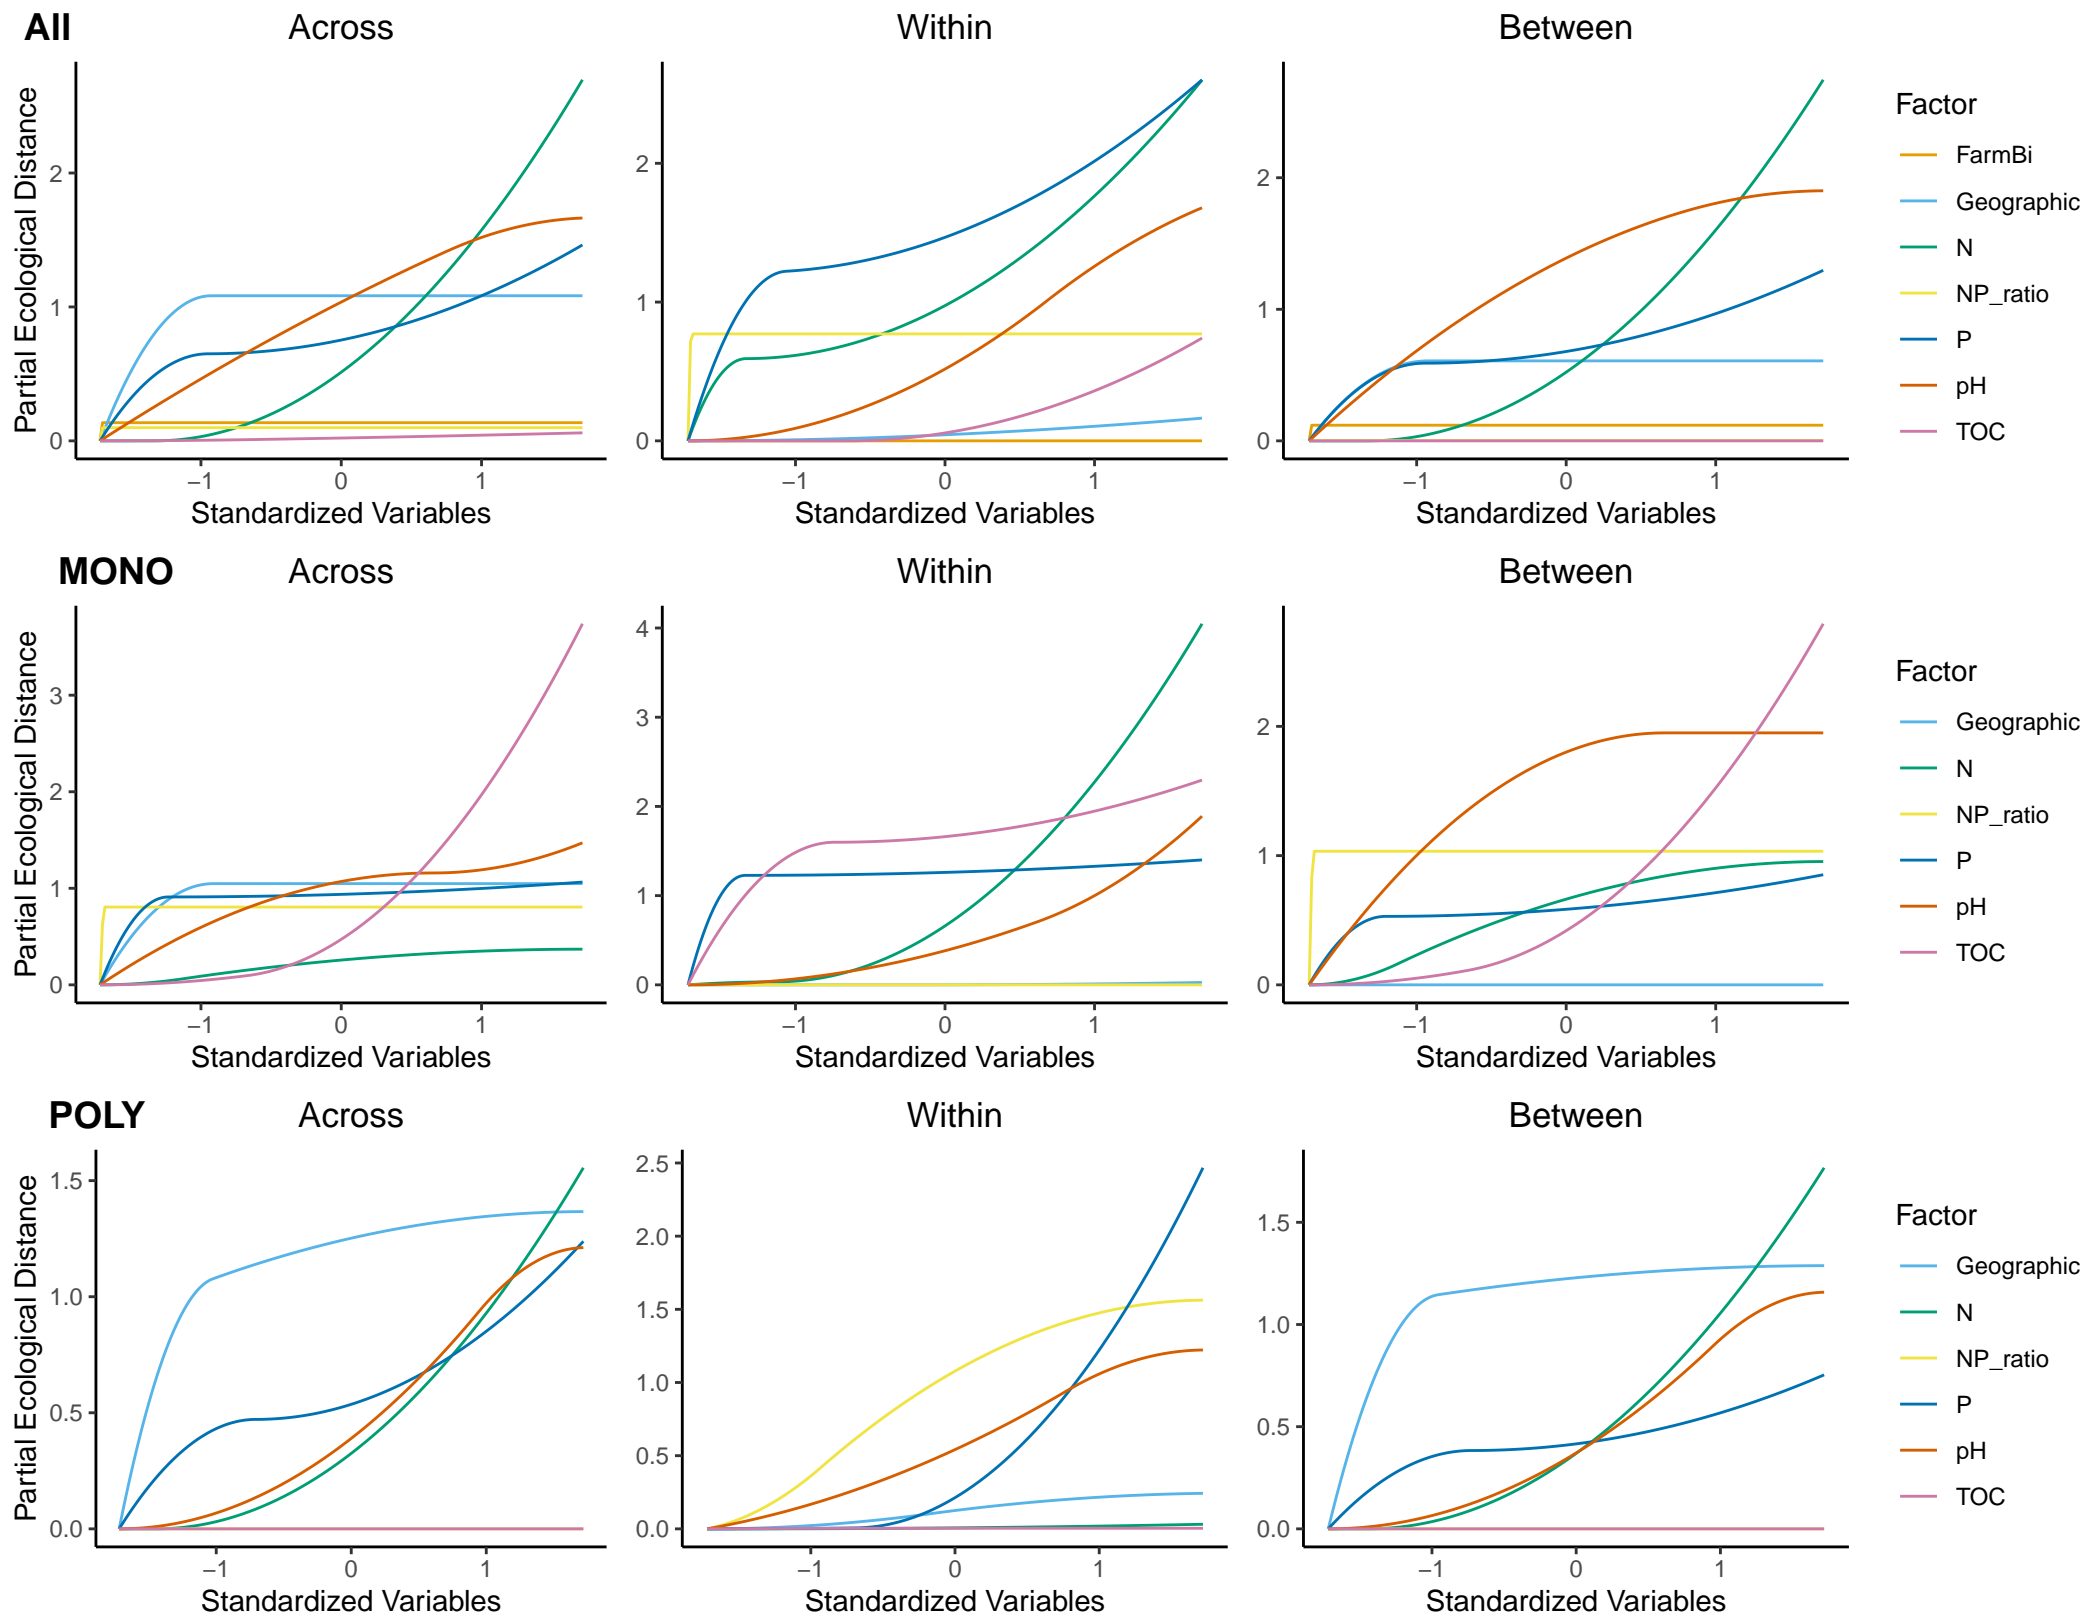 All
Across
Within
Between
Partial Ecological Distance
2
1
0
−1
0
1
Standardized Variables
2
1
0
−1
0
1
Standardized Variables
2
1
0
−1
0
1
Standardized Variables
Factor
FarmBi
Geographic
N
NP_ratio
P
pH
TOC
MONO
Across
Within
Between
Partial Ecological Distance
3
2
1
0
−1
0
1
Standardized Variables
4
3
2
1
0
−1
0
1
Standardized Variables
2
1
0
−1
0
1
Standardized Variables
Factor
Geographic
N
NP_ratio
P
pH
TOC
POLY
Across
Within
Between
Partial Ecological Distance
1.5
1.0
0.5
0.0
−1
0
1
Standardized Variables
2.5
2.0
1.5
1.0
0.5
0.0
−1
0
1
Standardized Variables
1.5
1.0
0.5
0.0
−1
0
1
Standardized Variables
Factor
Geographic
N
NP_ratio
P
pH
TOC